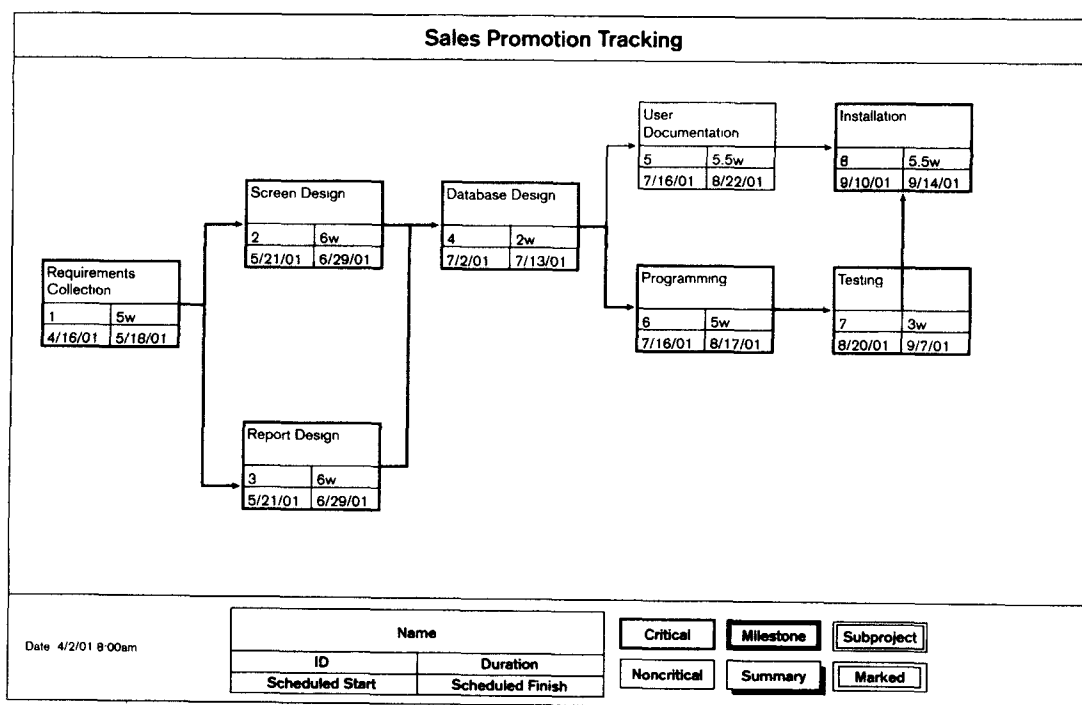 Sales Promotion Tracking
User
Documentation
5 5.5w
7/16/01 8/22/01
Installation
8 5.5w
9/10/01 9/14/01
Screen Design
2 6w
5/21/01 6/29/01
Database Design
4 2w
7/2/01 7/13/01
Requirements
Collection
1 5w
4/16/01 5/18/01
Programming
6 5w
7/16/01 8/17/01
Testing
7 3w
8/20/01 9/7/01
Report Design
3 6w
5/21/01 6/29/01
Date 4/2/01 8:00am
Name
ID Duration
Scheduled Start Scheduled Finish
Critical Milestone Subproject
Noncritical Summary Marked